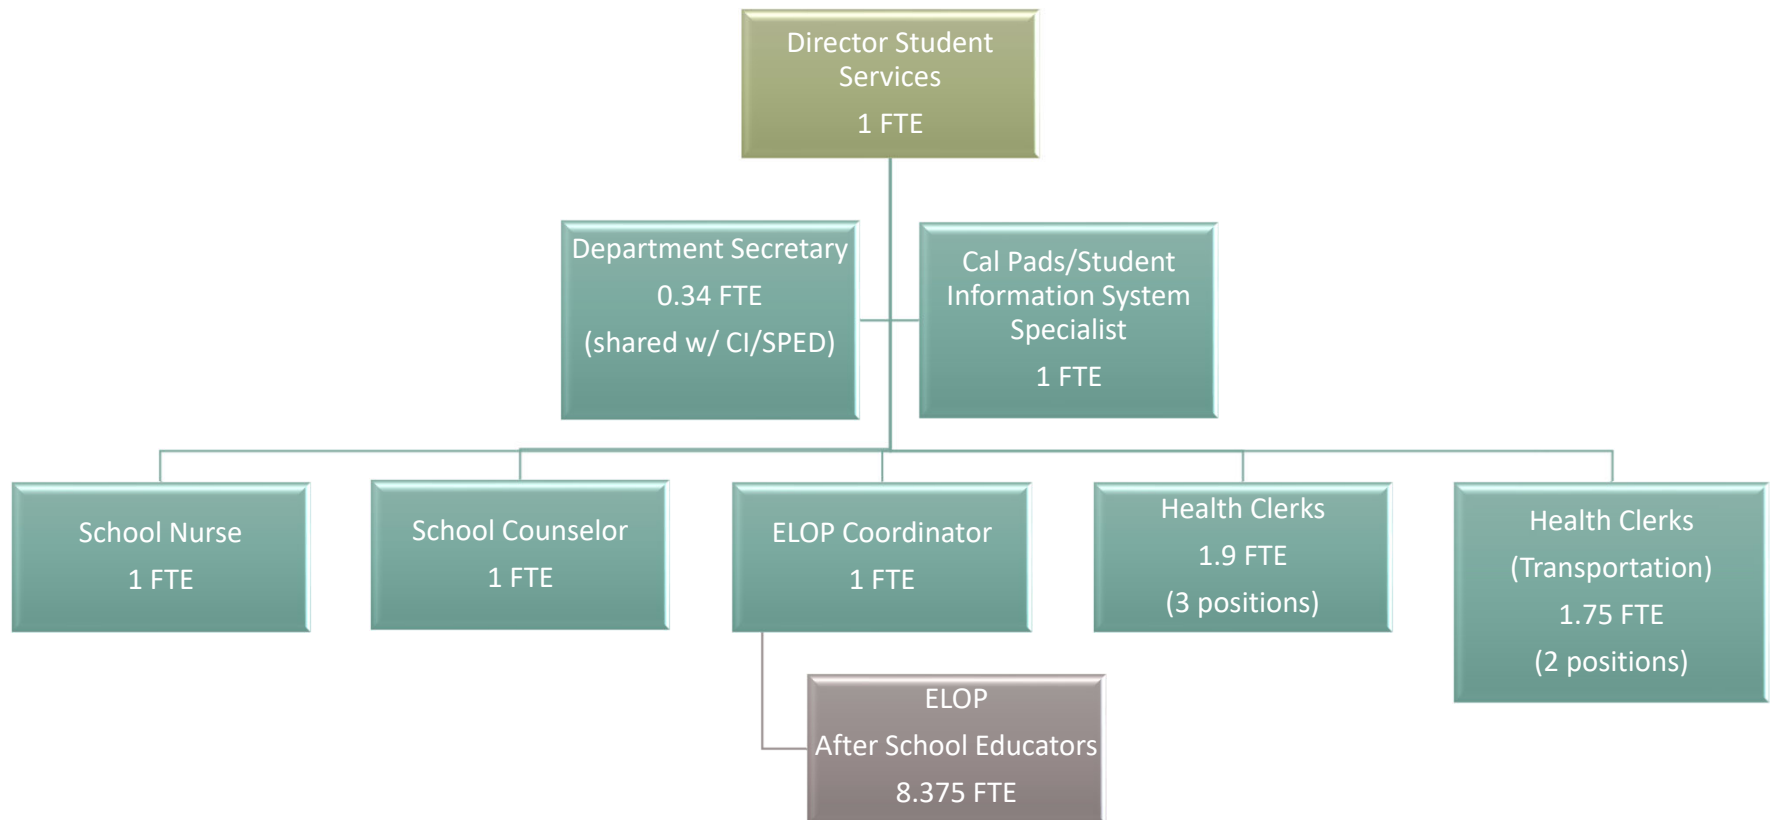 Director Student
Services
1 FTE
Department Secretary
0.34 FTE
(shared w/ CI/SPED)
Cal Pads/Student
Information System
Specialist
1 FTE
School Nurse
1 FTE
School Counselor
1 FTE
ELOP Coordinator
1 FTE
Health Clerks
1.9 FTE
(3 positions)
Health Clerks
(Transportation)
1.75 FTE
(2 positions)
ELOP
After School Educators
8.375 FTE